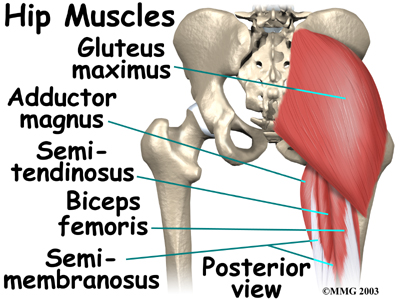 Hip Muscles
Gluteus
maximus
Adductor
magnus
Semi-
tendinosus
Biceps
femoris
Semi-
membranosus
Posterior
view
©MMG 2003